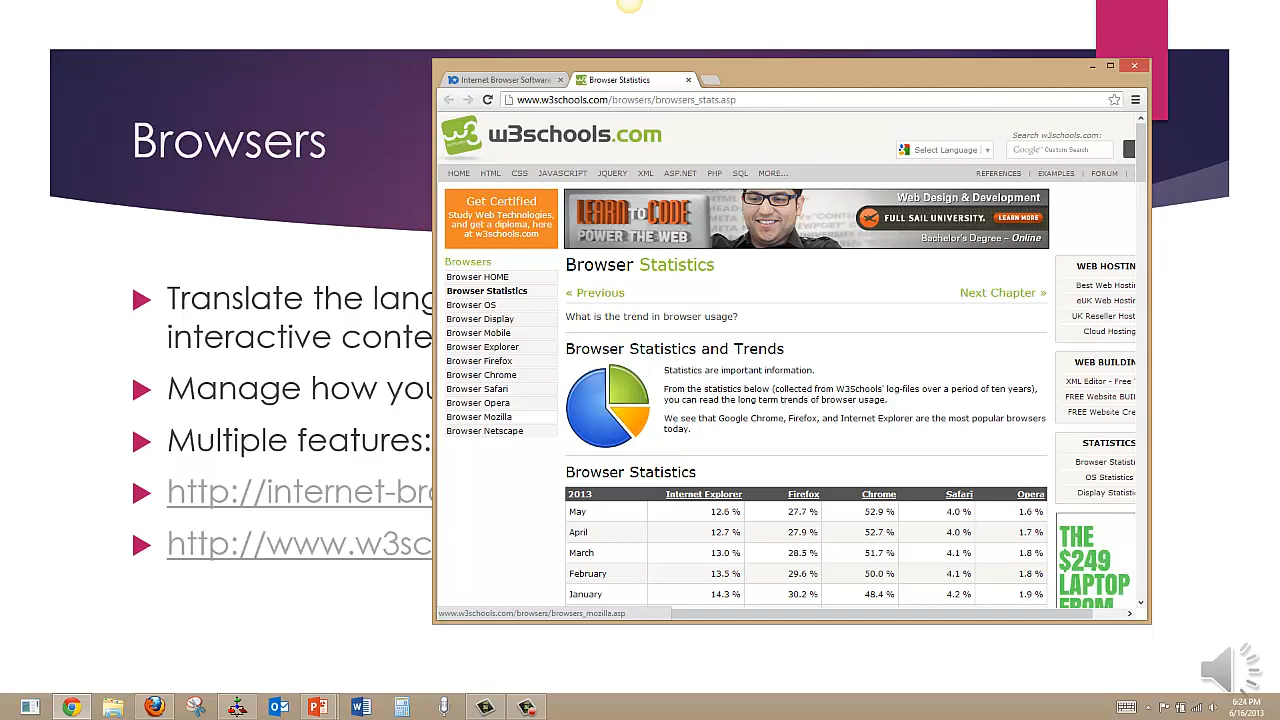 Browsers
Translate the lang
interactive conte
Manage how you
Multiple features:
http://internet-bro
http://www.w3sc
Internet Browser Software
Browser Statistics
www.w3schools.com/browsers/browsers_stats.asp
w3schools.com
Select Language
Search w3schools.com:
Google™ Custom Search
HOME HTML CSS JAVASCRIPT JQUERY XML ASP.NET PHP SQL MORE...
REFERENCES | EXAMPLES | FORUM |
Get Certified
Study Web Technologies,
and get a diploma, here
at w3schools.com
LEARN TO CODE
POWER THE WEB
Web Design & Development
FULL SAIL UNIVERSITY. LEARN MORE
Bachelor's Degree – Online
Browsers
Browser HOME
Browser Statistics
Browser OS
Browser Display
Browser Mobile
Browser Explorer
Browser Firefox
Browser Chrome
Browser Safari
Browser Opera
Browser Mozilla
Browser Netscape
Browser Statistics
« Previous
Next Chapter »
What is the trend in browser usage?
Browser Statistics and Trends
Statistics are important information.
From the statistics below (collected from W3Schools' log-files over a period of ten years),
you can read the long term trends of browser usage.
We see that Google Chrome, Firefox, and Internet Explorer are the most popular browsers
today.
Browser Statistics
2013 Internet Explorer Firefox Chrome Safari Opera
May 12.6 % 27.7 % 52.9 % 4.0 % 1.6 %
April 12.7 % 27.9 % 52.7 % 4.0 % 1.7 %
March 13.0 % 28.5 % 51.7 % 4.1 % 1.8 %
February 13.5 % 29.6 % 50.0 % 4.1 % 1.8 %
January 14.3 % 30.2 % 48.4 % 4.2 % 1.9 %
WEB HOSTIN
Best Web Hostin
eUK Web Hostin
UK Reseller Hostin
Cloud Hosting
WEB BUILDIN
XML Editor - Free
FREE Website BUI
FREE Website Cre
STATISTICS
Browser Statisti
OS Statistics
Display Statisti
THE
$249
LAPTOP
FROM
www.w3schools.com/browsers/browsers_mozilla.asp
6:24 PM
6/16/2013